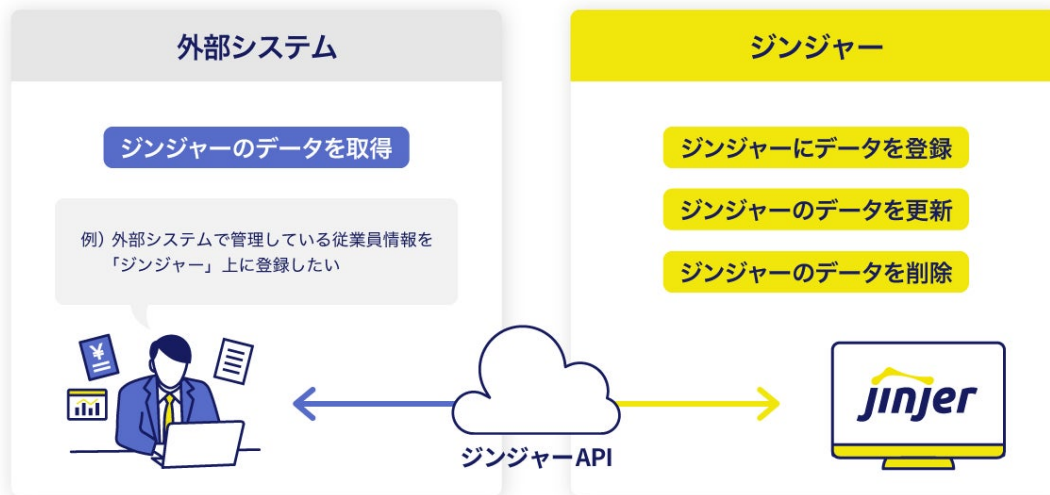 外部システム
ジンジャーのデータを取得
例）外部システムで管理している従業員情報を
「ジンジャー」上に登録したい
¥
ジンジャー
ジンジャーにデータを登録
ジンジャーのデータを更新
ジンジャーのデータを削除
jinjer
ジンジャーAPI